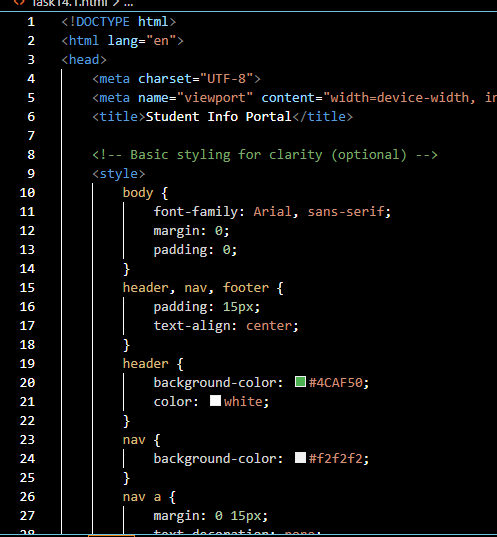 Task14.1.html > ...
1 <!DOCTYPE html>
2 <html lang="en">
3 <head>
4 <meta charset="UTF-8">
5 <meta name="viewport" content="width=device-width, in
6 <title>Student Info Portal</title>
7
8 <!-- Basic styling for clarity (optional) -->
9 <style>
10 body {
11 font-family: Arial, sans-serif;
12 margin: 0;
13 padding: 0;
14 }
15 header, nav, footer {
16 padding: 15px;
17 text-align: center;
18 }
19 header {
20 background-color: #4CAF50;
21 color: white;
22 }
23 nav {
24 background-color: #f2f2f2;
25 }
26 nav a {
27 margin: 0 15px;
28 text-decoration: none;